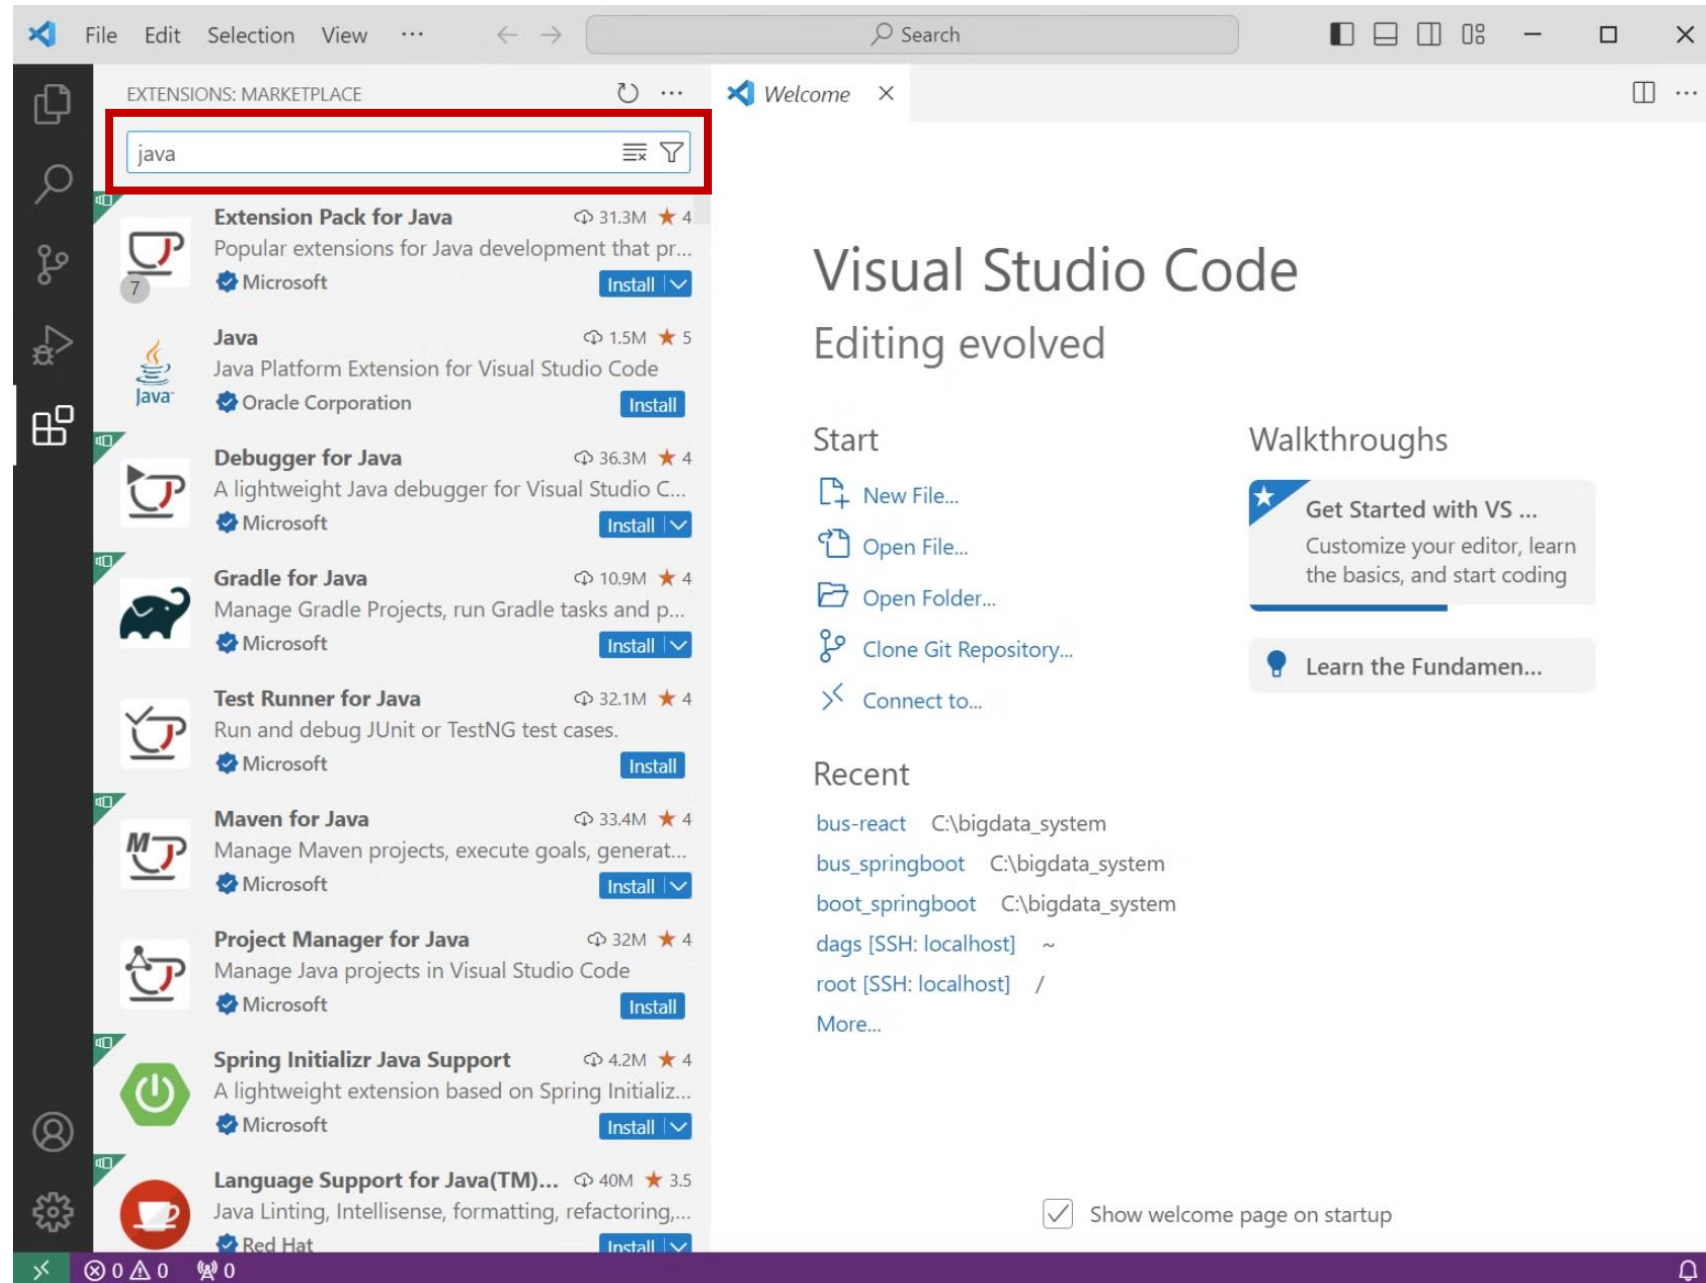 File Edit Selection View ··· Search
EXTENSIONS: MARKETPLACE ···
Welcome
···
java
Extension Pack for Java 31.3M ★ 4
Popular extensions for Java development that pr...
Microsoft Install
7
Java 1.5M ★ 5
Java Platform Extension for Visual Studio Code
Java
Oracle Corporation Install
Debugger for Java 36.3M ★ 4
A lightweight Java debugger for Visual Studio C...
Microsoft Install
Gradle for Java 10.9M ★ 4
Manage Gradle Projects, run Gradle tasks and p...
Microsoft Install
Test Runner for Java 32.1M ★ 4
Run and debug JUnit or TestNG test cases.
Microsoft Install
Maven for Java 33.4M ★ 4
Manage Maven projects, execute goals, generat...
M
Microsoft Install
Project Manager for Java 32M ★ 4
Manage Java projects in Visual Studio Code
Microsoft Install
Spring Initializr Java Support 4.2M ★ 4
A lightweight extension based on Spring Initializ...
Microsoft Install
Language Support for Java(TM)... 40M ★ 3.5
Java Linting, Intellisense, formatting, refactoring,...
Red Hat Install
Visual Studio Code
Editing evolved
Start
New File...
Open File...
Open Folder...
Clone Git Repository...
Connect to...
Recent
bus-react C:\bigdata_system
bus_springboot C:\bigdata_system
boot_springboot C:\bigdata_system
dags [SSH: localhost] ~
root [SSH: localhost] /
More...
Walkthroughs
Get Started with VS ...
Customize your editor, learn
the basics, and start coding
Learn the Fundamen...
Show welcome page on startup
0 0 0